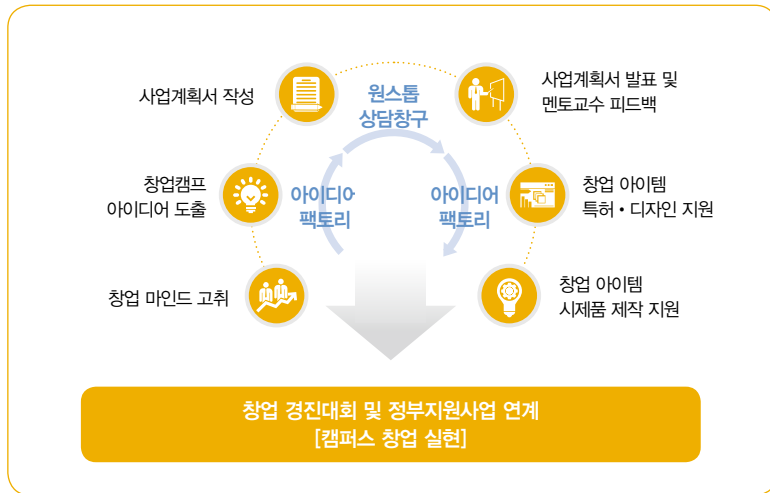 사업계획서 작성
원스톱
상담창구
사업계획서 발표 및
멘토교수 피드백
창업캠프
아이디어 도출
아이디어
팩토리
아이디어
팩토리
창업 아이템
특허·디자인 지원
창업 마인드 고취
창업 아이템
시제품 제작 지원
창업 경진대회 및 정부지원사업 연계
[캠퍼스 창업 실현]